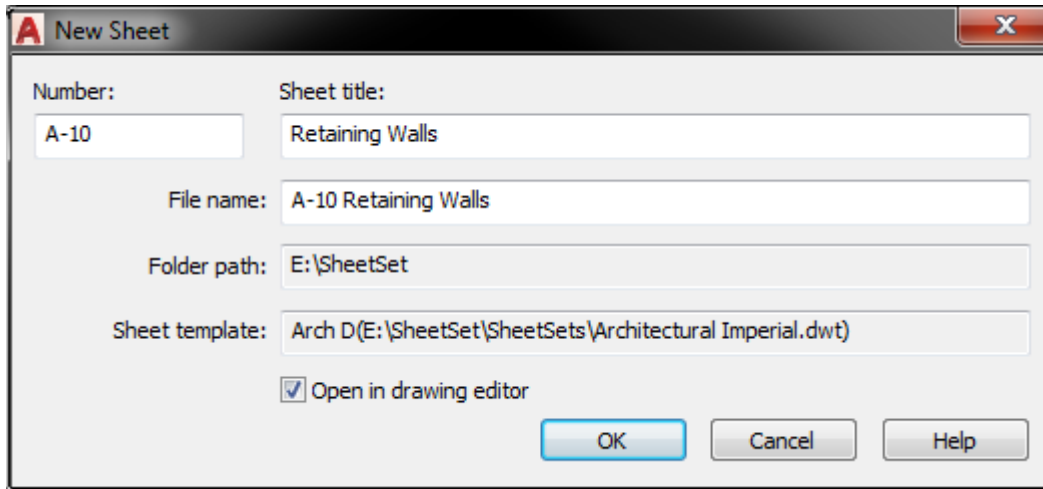 New Sheet
Number: Sheet title:
A-10 Retaining Walls
File name: A-10 Retaining Walls
Folder path: E:\SheetSet
Sheet template: Arch D(E:\SheetSet\SheetSets\Architectural Imperial.dwt)
Open in drawing editor
OK Cancel Help